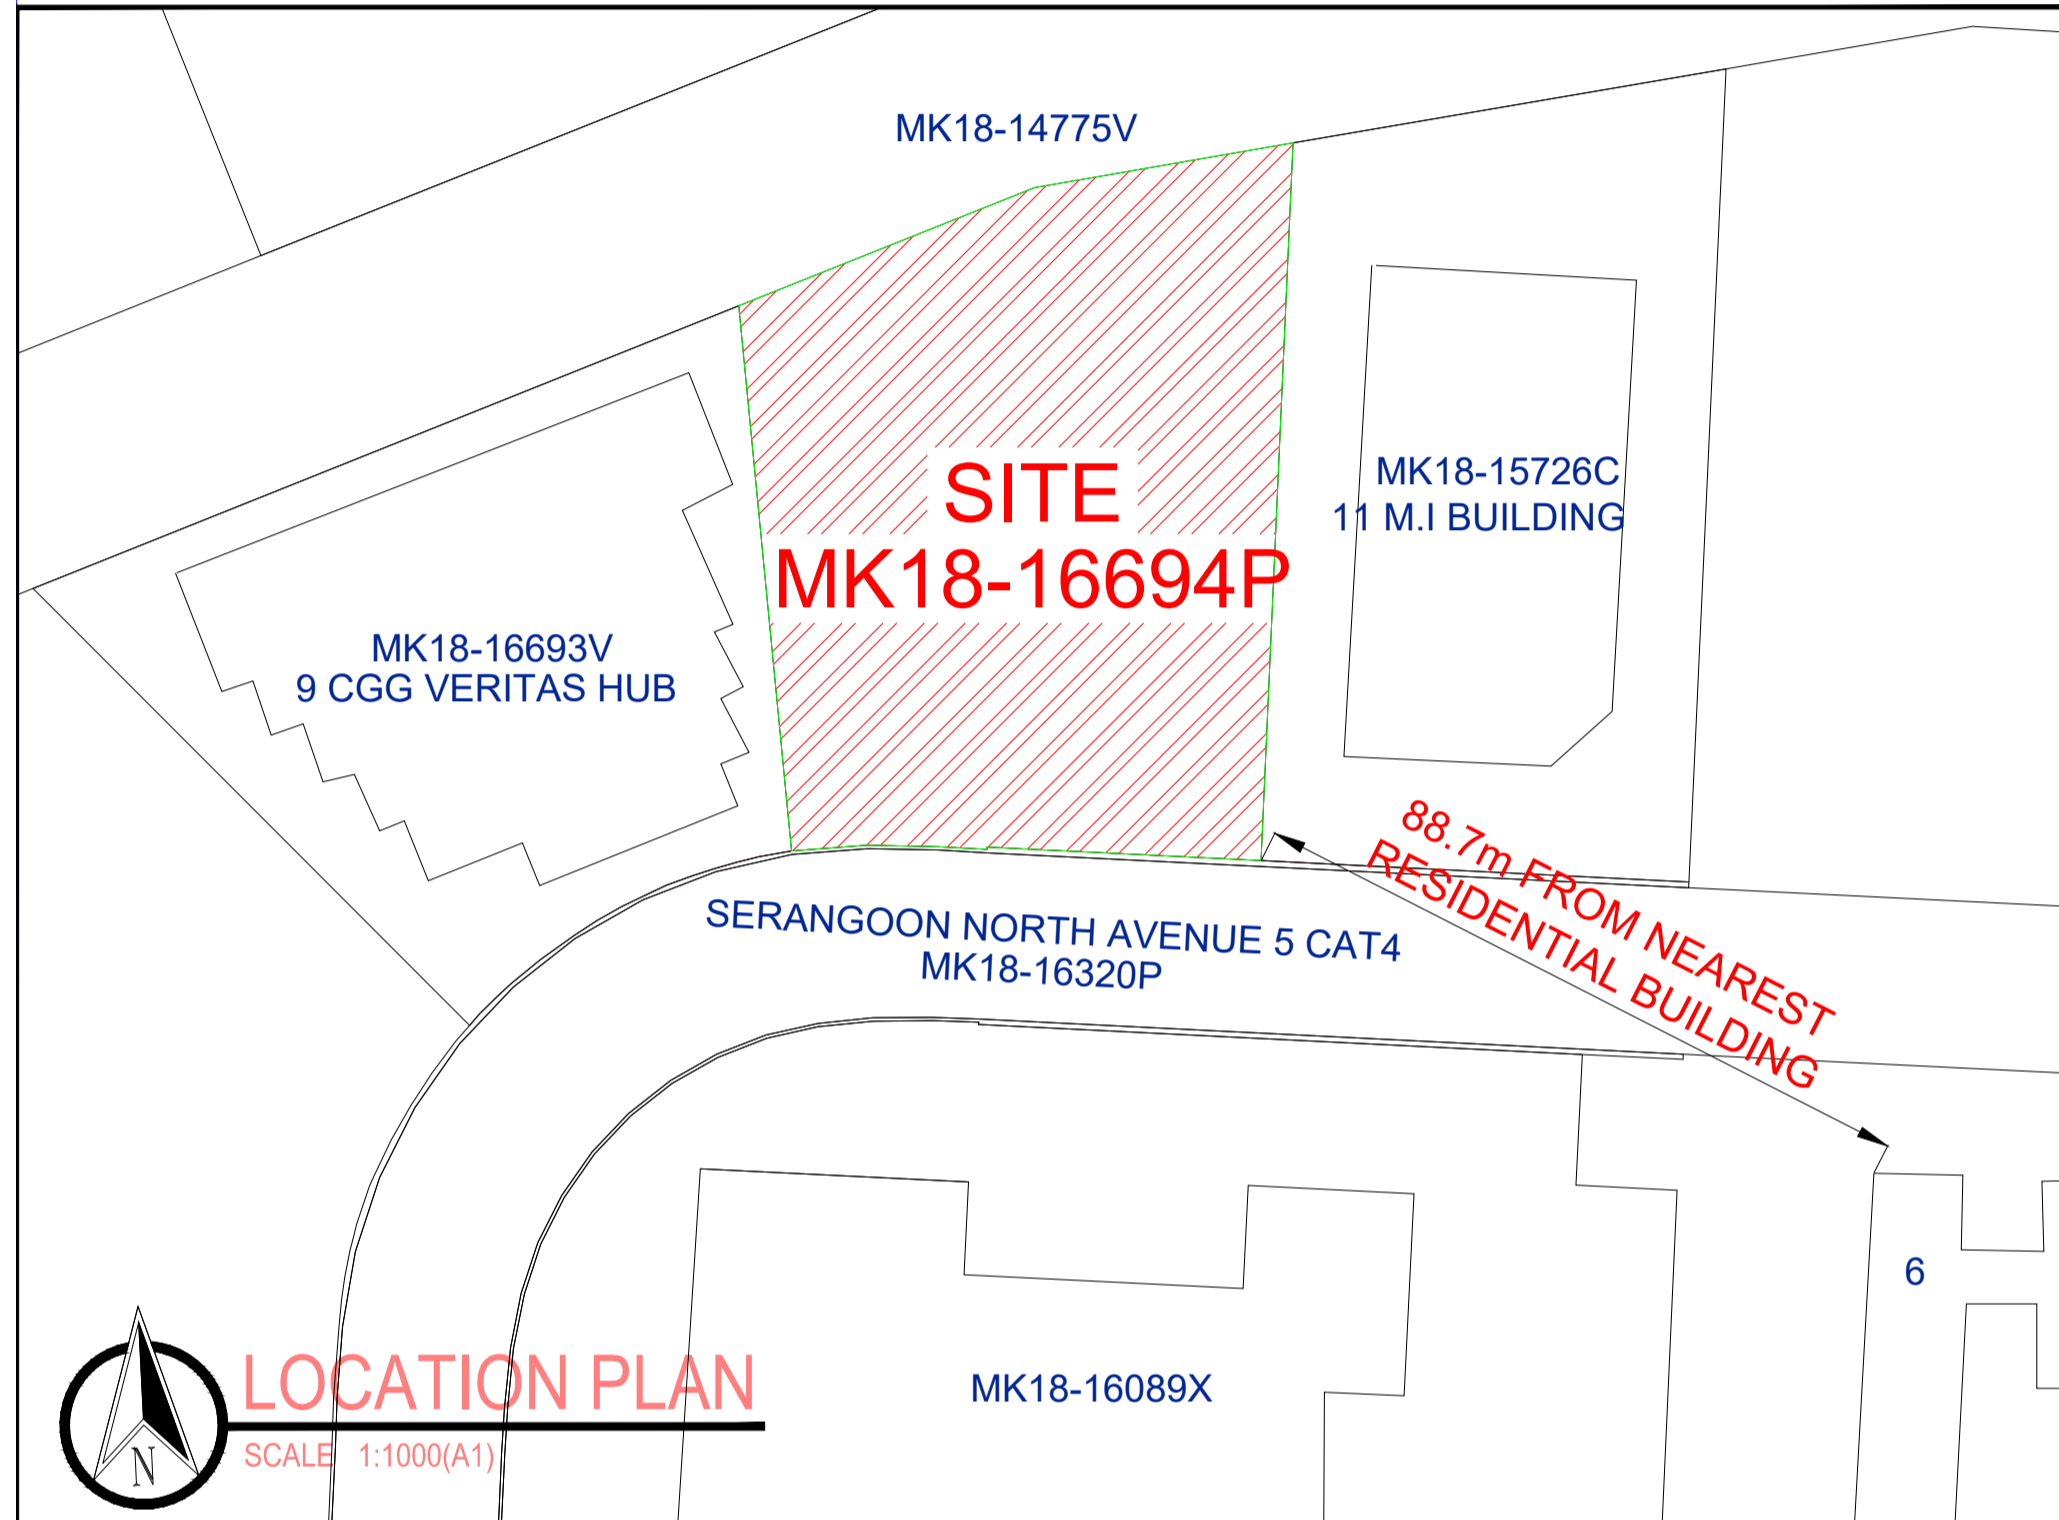 MK18-14775V
SITE
MK18-16694P
MK18-15726C
11 M.I BUILDING
MK18-16693V
9 CGG VERITAS HUB
88.7m FROM NEAREST
RESIDENTIAL BUILDING
SERANGOON NORTH AVENUE 5 CAT4
MK18-16320P
6
MK18-16089X
N
LOCATION PLAN
SCALE 1:1000(A1)